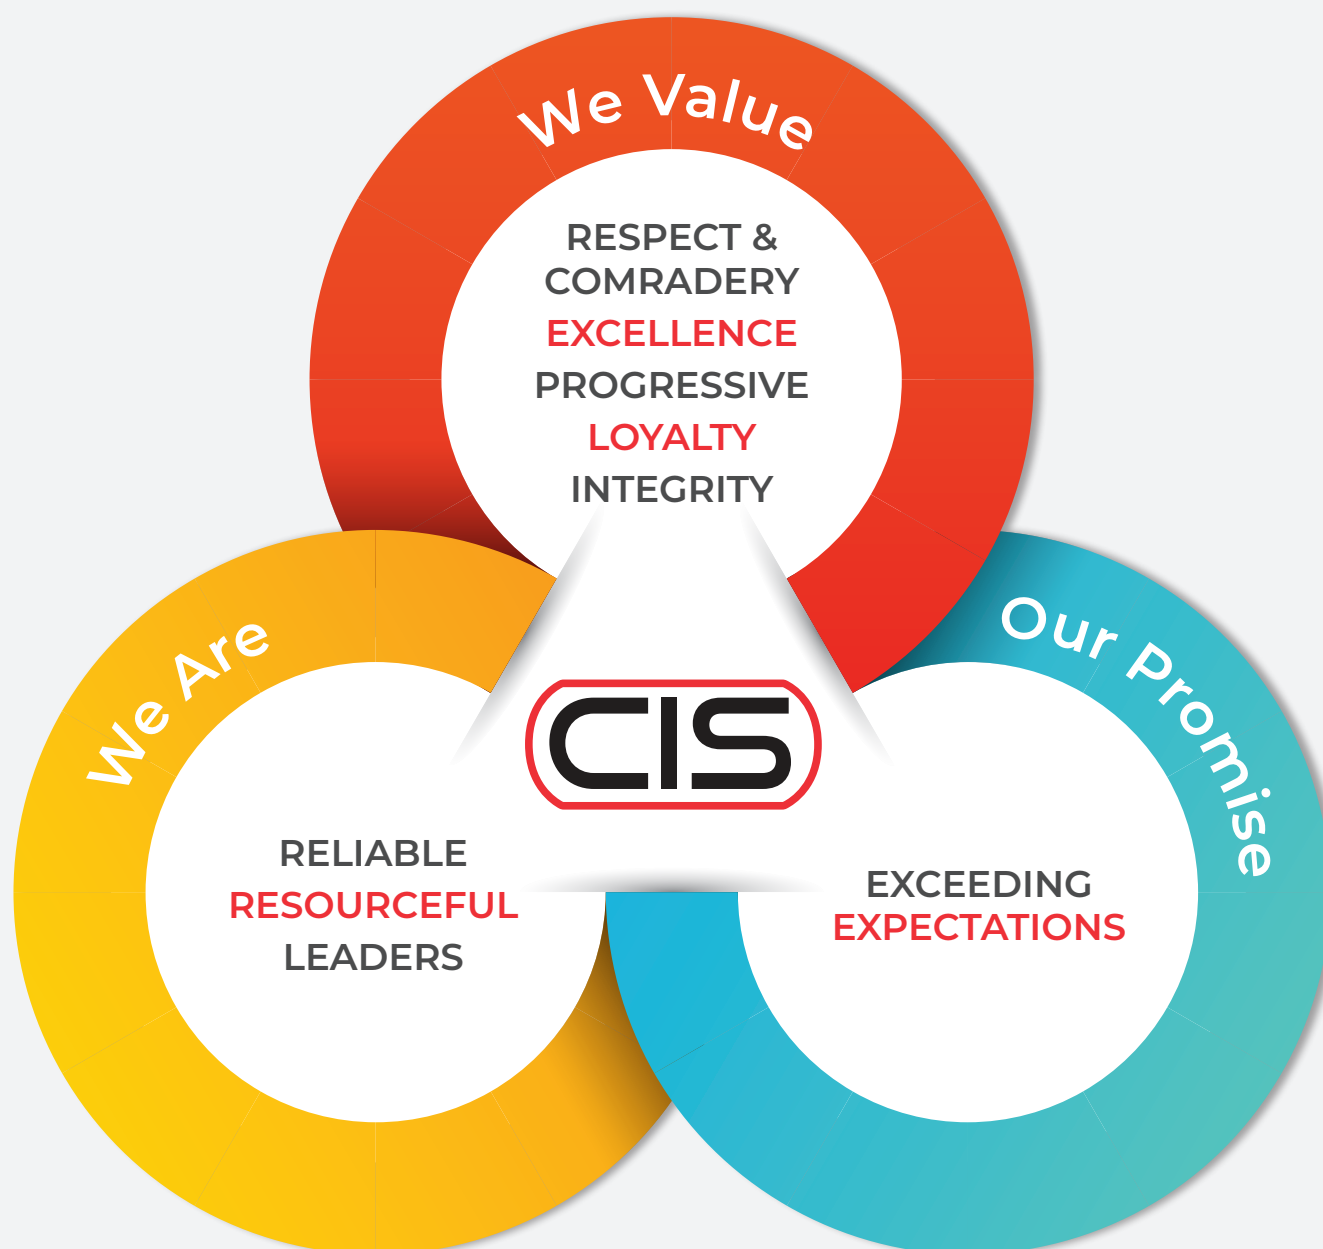 We Value
RESPECT &
COMRADERY
EXCELLENCE
PROGRESSIVE
LOYALTY
INTEGRITY
We Are
RELIABLE
RESOURCEFUL
LEADERS
CIS
Our Promise
EXCEEDING
EXPECTATIONS